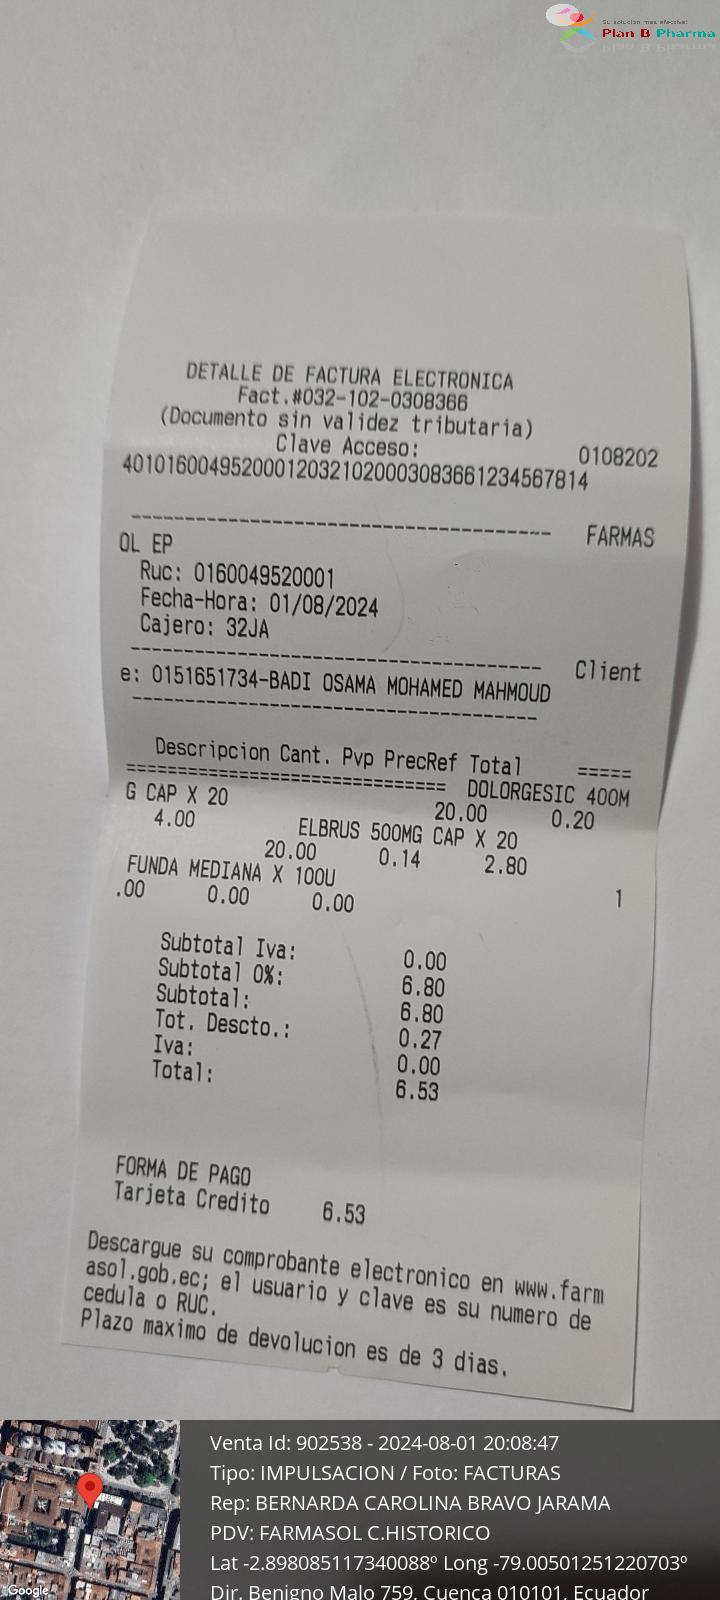 Su solucion mas efectiva!
Plan B Pharma
DETALLE DE FACTURA ELECTRONICA
Fact.#032-102-0308366
(Documento sin validez tributaria)
Clave Acceso: 0108202
401016004952000120321020003083661234567814
----------------------------------- FARMAS
OL EP
Ruc: 0160049520001
Fecha-Hora: 01/08/2024
Cajero: 32JA
----------------------------------- Client
e: 0151651734-BADI OSAMA MOHAMED MAHMOUD
-----------------------------------
Descripcion Cant. Pvp PrecRef Total =====
============================== DOLORGESIC 400M
G CAP X 20 20.00 0.20
4.00 ELBRUS 500MG CAP X 20
20.00 0.14 2.80
FUNDA MEDIANA X 100U 1
.00 0.00 0.00
Subtotal Iva: 0.00
Subtotal 0%: 6.80
Subtotal: 6.80
Tot. Descto.: 0.27
Iva: 0.00
Total: 6.53
FORMA DE PAGO
Tarjeta Credito 6.53
Descargue su comprobante electronico en www.farm
asol.gob.ec; el usuario y clave es su numero de
cedula o RUC.
Plazo maximo de devolucion es de 3 dias.
Venta Id: 902538 - 2024-08-01 20:08:47
Tipo: IMPULSACION / Foto: FACTURAS
Rep: BERNARDA CAROLINA BRAVO JARAMA
PDV: FARMASOL C.HISTORICO
Lat -2.898085117340088º Long -79.00501251220703º
Dir. Benigno Malo 759, Cuenca 010101, Ecuador
Google